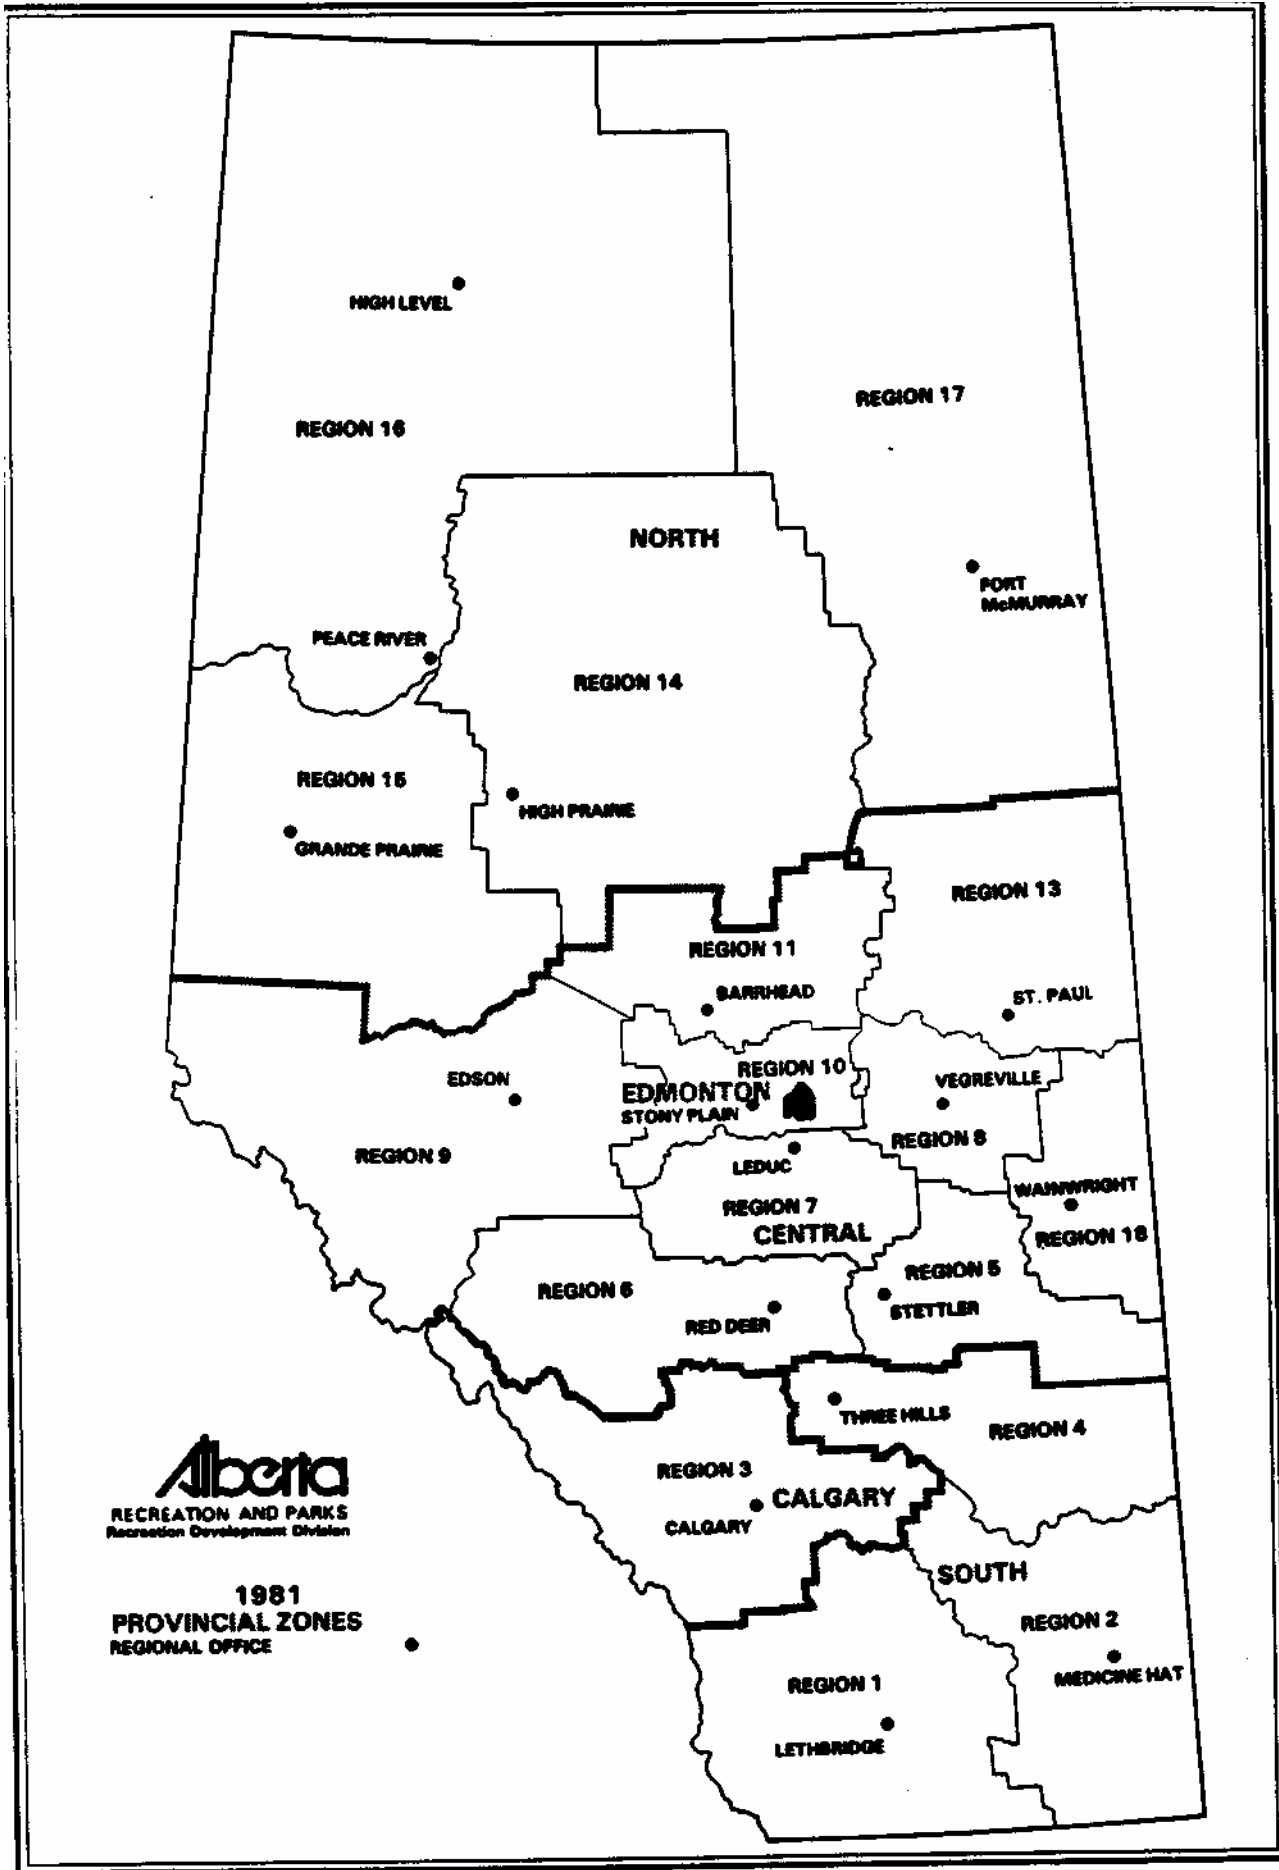 HIGH LEVEL
REGION 17
REGION 16
NORTH
FORT
McMURRAY
PEACE RIVER
REGION 14
REGION 15
HIGH PRAIRIE
GRANDE PRAIRIE
REGION 13
REGION 11
BARRHEAD
ST. PAUL
REGION 10
EDSON
VEGREVILLE
EDMONTON
STONY PLAIN
REGION 8
REGION 9
LEDUC
WAINWRIGHT
REGION 7
CENTRAL
REGION 18
REGION 5
REGION 6
STETTLER
RED DEER
THREE HILLS
REGION 4
REGION 3
CALGARY
CALGARY
Alberta
RECREATION AND PARKS
Recreation Development Division
SOUTH
1981
PROVINCIAL ZONES
REGIONAL OFFICE
REGION 2
MEDICINE HAT
REGION 1
LETHBRIDGE